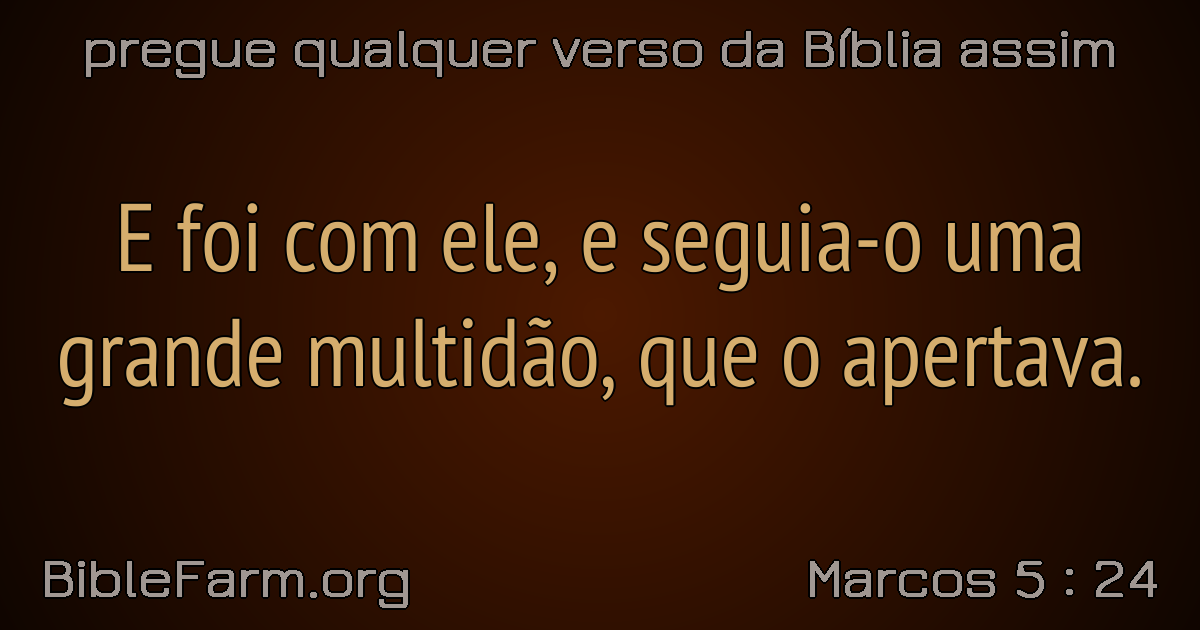 pregue qualquer verso da Bíblia assim
E foi com ele, e seguia-o uma
grande multidão, que o apertava.
BibleFarm.org
Marcos 5 : 24